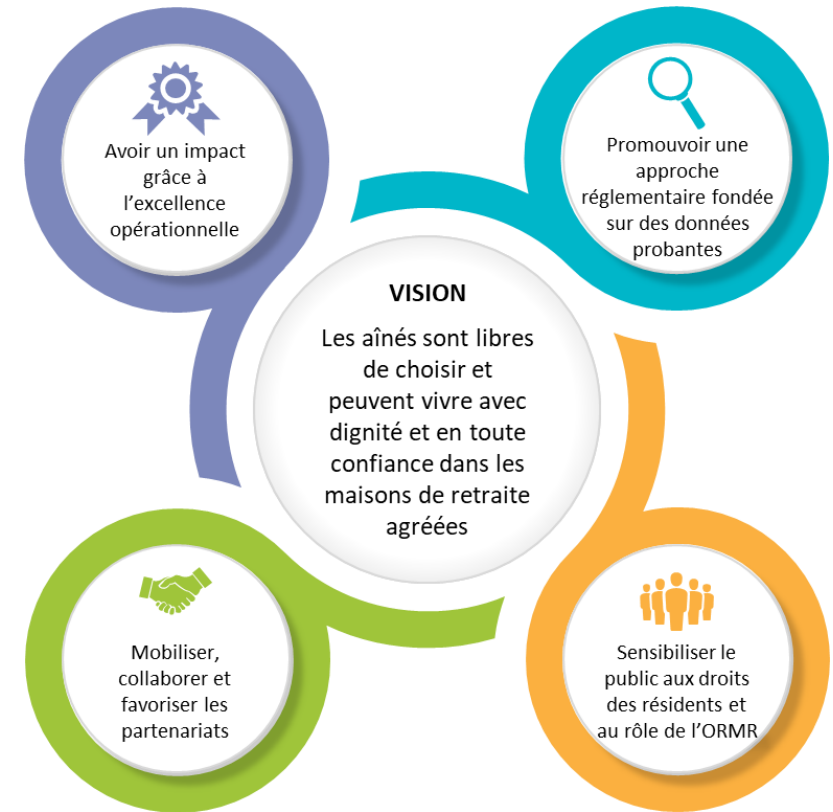 Avoir un impact
grâce à
l'excellence
opérationnelle
Promouvoir une
approche
réglementaire fondée
sur des données
probantes
VISION
Les aînés sont libres
de choisir et
peuvent vivre avec
dignité et en toute
confiance dans les
maisons de retraite
agréées
Mobiliser,
collaborer et
favoriser les
partenariats
Sensibiliser le
public aux droits
des résidents et
au rôle de l'ORMR